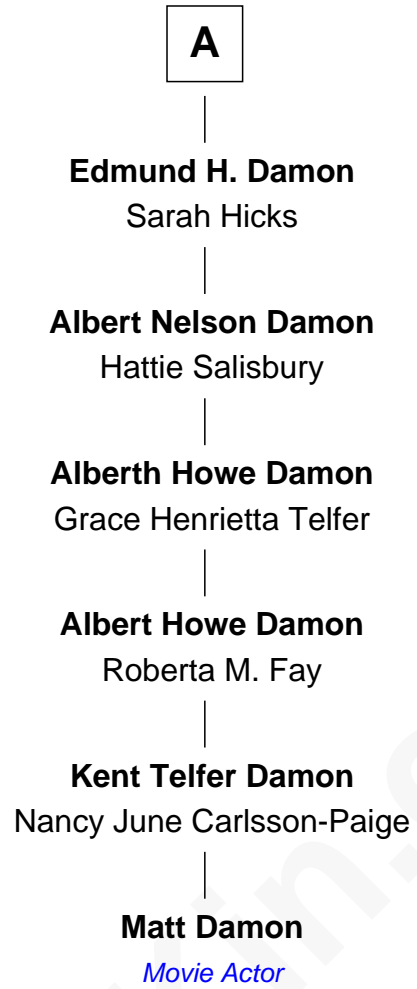 A
Edmund H. Damon
Sarah Hicks
Albert Nelson Damon
Hattie Salisbury
Alberth Howe Damon
Grace Henrietta Telfer
Albert Howe Damon
Roberta M. Fay
Kent Telfer Damon
Nancy June Carlsson-Paige
Matt Damon
Movie Actor